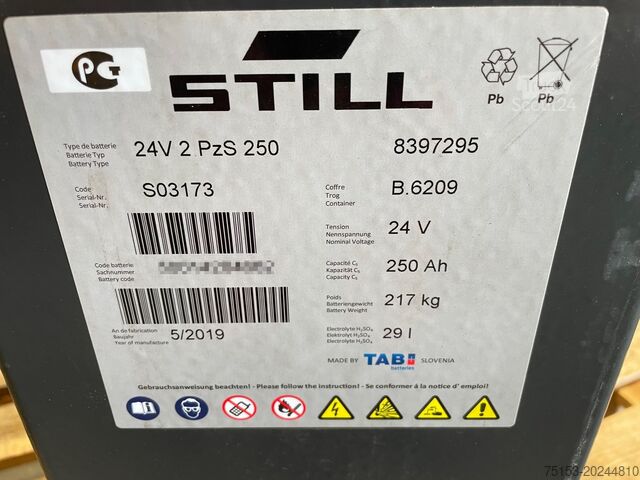 PCT
STILL
Pb Pb
Type de batterie
Batterie Typ
Battery Type
24V 2 PzS 250
8397295
Code
Serial-Nr.
Serial-Nr.
S03173
Coffre
Trog
Container
B.6209
Tension
Nennspannung
Nominal Voltage
24 V
Code batterie
Sachnummer
Battery code
Capacité C₅
Kapazität C₅
Capacity C₅
250 Ah
Poids
Batteriegewicht
Battery Weight
217 kg
An de fabrication
Baujahr
Year of manufacture
5/2019
Electrolyte H₂SO₄
Elektrolyt H₂SO₄
Electrolyte H₂SO₄
29 l
MADE BY TAB batteries SLOVENIA
Gebrauchsanweisung beachten! - Please follow the instruction! - Se conformer à la notice d' emploi!
75153-20244810